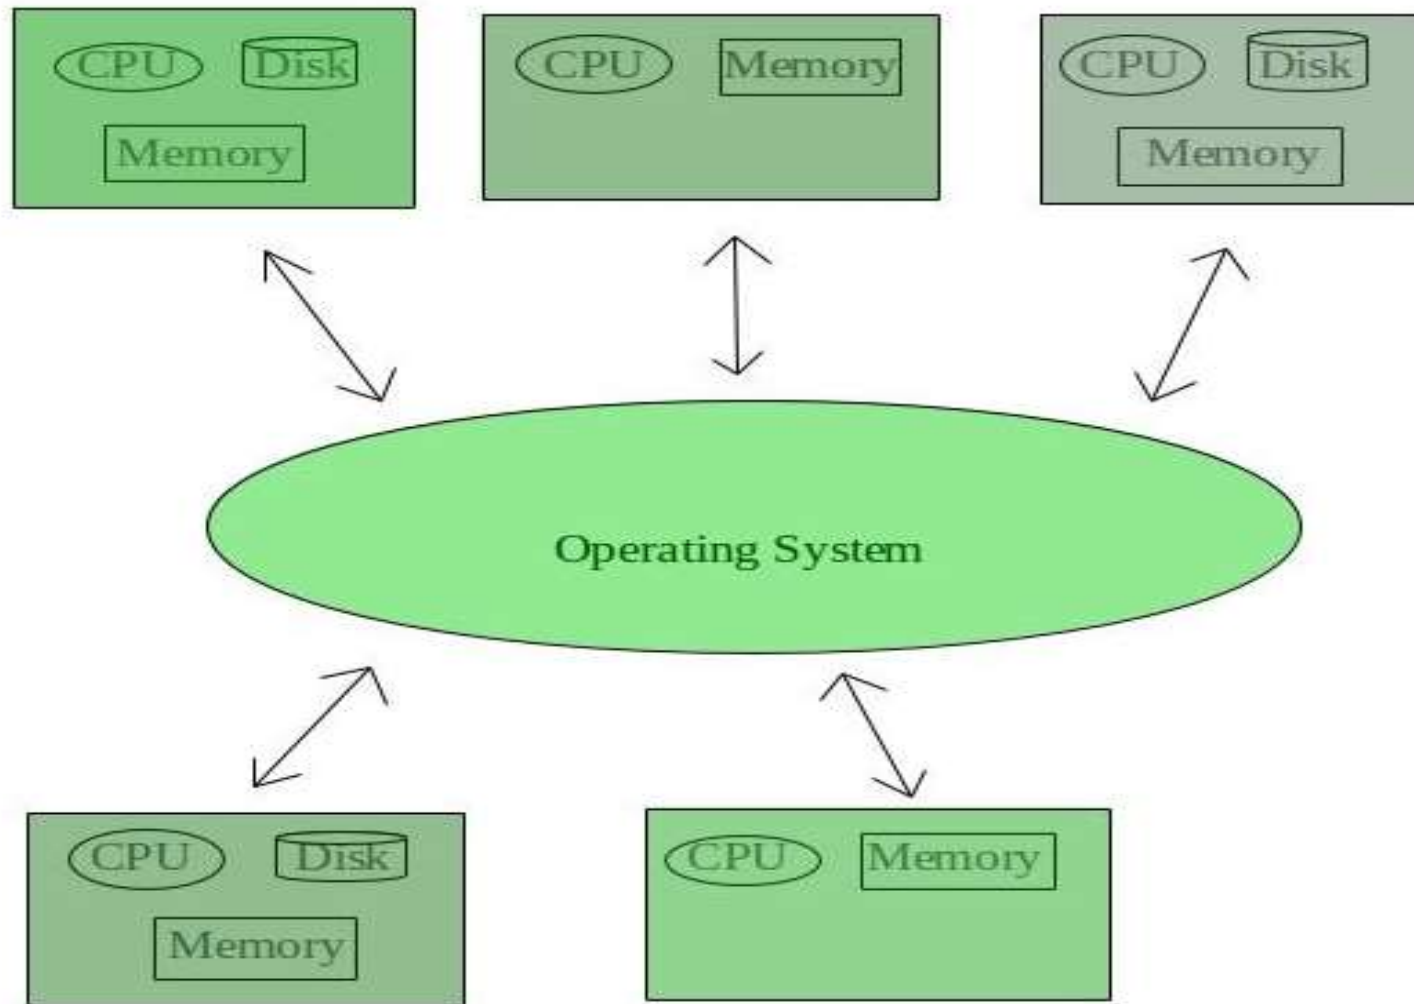 CPU Disk
Memory
CPU Memory
CPU Disk
Memory
Operating System
CPU Disk
Memory
CPU Memory